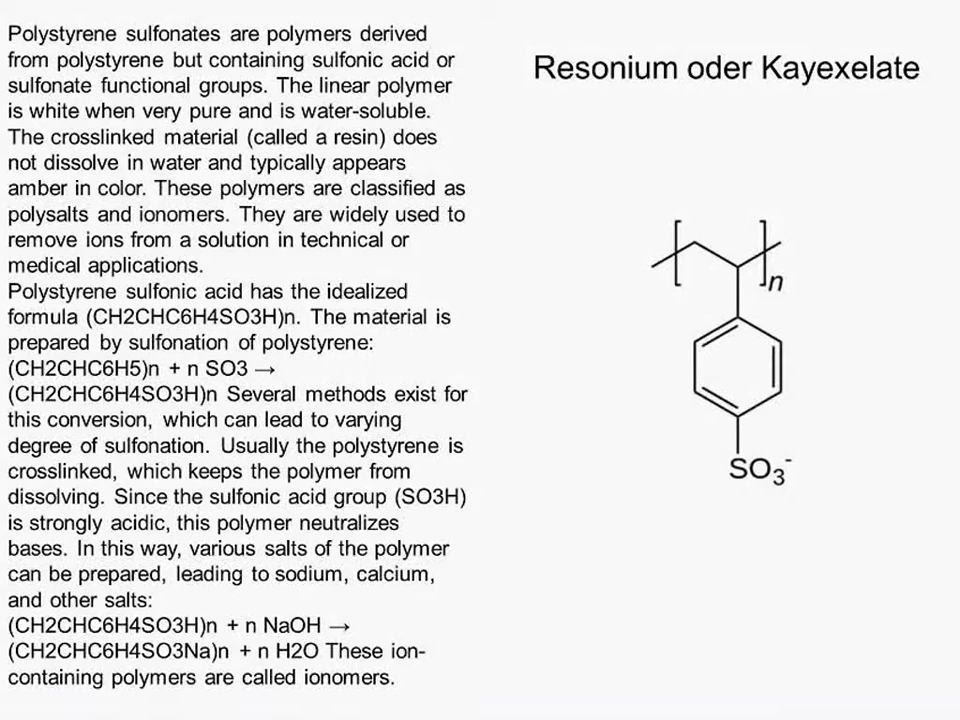 Polystyrene sulfonates are polymers derived
from polystyrene but containing sulfonic acid or
sulfonate functional groups. The linear polymer
is white when very pure and is water-soluble.
The crosslinked material (called a resin) does
not dissolve in water and typically appears
amber in color. These polymers are classified as
polysalts and ionomers. They are widely used to
remove ions from a solution in technical or
medical applications.
Polystyrene sulfonic acid has the idealized
formula (CH2CHC6H4SO3H)n. The material is
prepared by sulfonation of polystyrene:
(CH2CHC6H5)n + n SO3 →
(CH2CHC6H4SO3H)n Several methods exist for
this conversion, which can lead to varying
degree of sulfonation. Usually the polystyrene is
crosslinked, which keeps the polymer from
dissolving. Since the sulfonic acid group (SO3H)
is strongly acidic, this polymer neutralizes
bases. In this way, various salts of the polymer
can be prepared, leading to sodium, calcium,
and other salts:
(CH2CHC6H4SO3H)n + n NaOH →
(CH2CHC6H4SO3Na)n + n H2O These ion-
containing polymers are called ionomers.
Resonium oder Kayexelate
n
SO3-